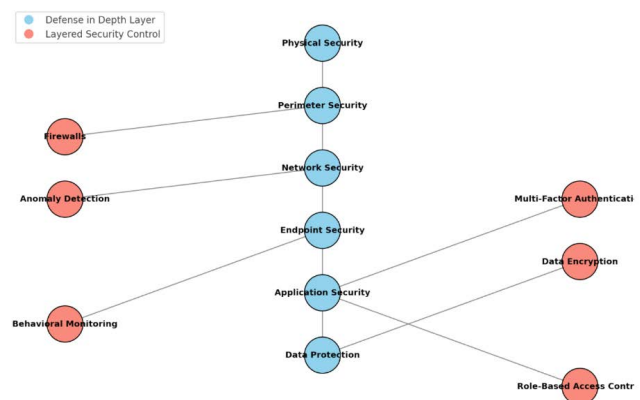 Defense in Depth Layer
Layered Security Control
Physical Security
Perimeter Security
Firewalls
Network Security
Anomaly Detection
Multi-Factor Authenticati
Endpoint Security
Data Encryption
Application Security
Behavioral Monitoring
Data Protection
Role-Based Access Contr